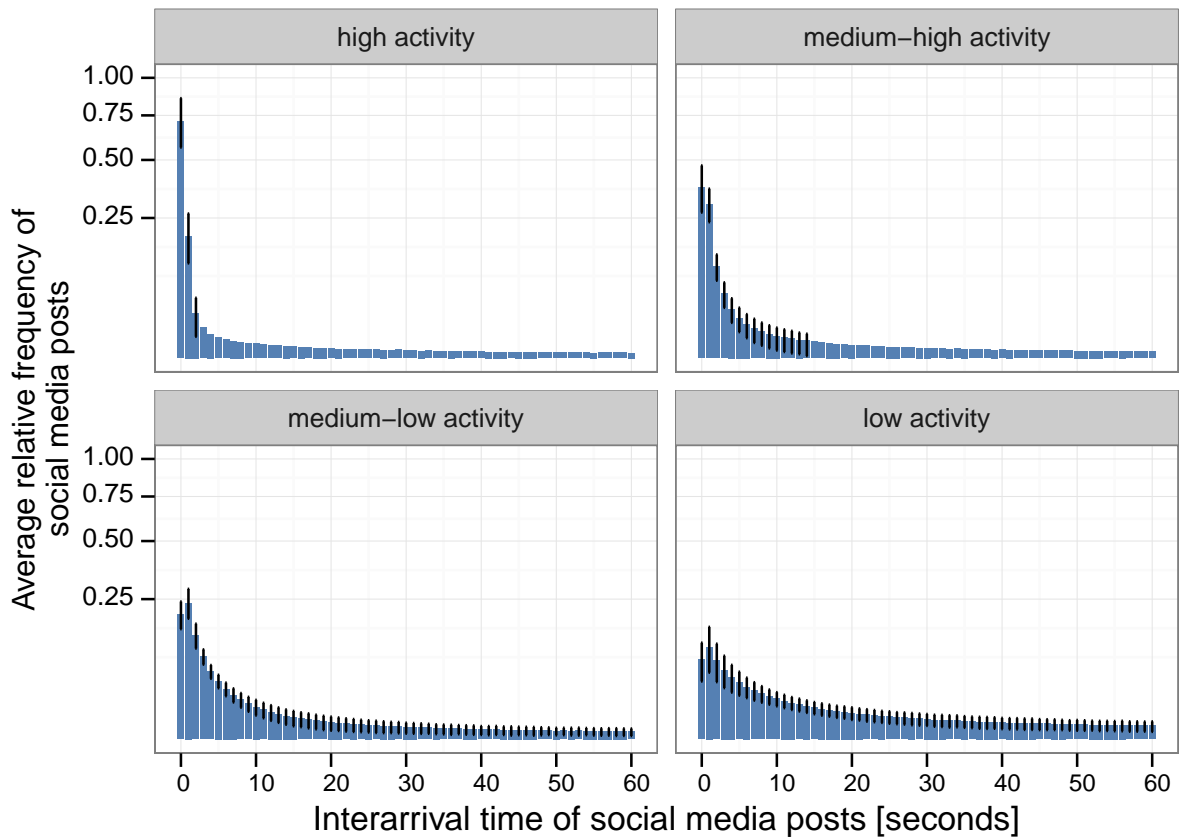 high activity
medium−high activity
1.00
0.75
0.50
0.25
medium−low activity
low activity
1.00
0.75
0.50
0.25
0 10 20 30 40 50 60
0 10 20 30 40 50 60
Average relative frequency of
social media posts
Interarrival time of social media posts [seconds]